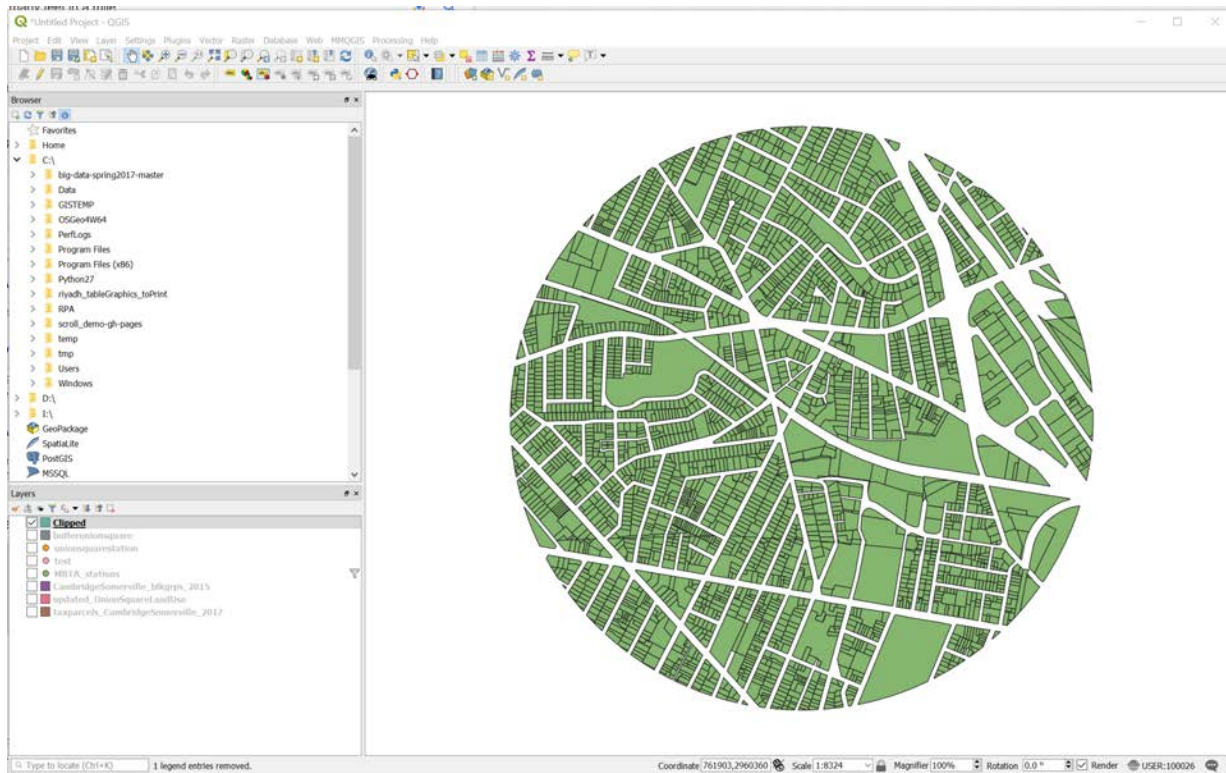 *Untitled Project - QGIS
Project Edit View Layer Settings Plugins Vector Raster Database Web MMQGIS Processing Help
Browser
Favorites
Home
C:\
big-data-spring2017-master
Data
GISTEMP
OSGeo4W64
PerfLogs
Program Files
Program Files (x86)
Python27
riyadh_tableGraphics_toPrint
RPA
scroll_demo-gh-pages
temp
tmp
Users
Windows
D:\
I:\
GeoPackage
SpatiaLite
PostGIS
MSSQL
Layers
Clipped
bufferunionsquare
unionsquarestation
test
MBTA_stations
CambridgeSomerville_blkgrps_2015
updated_UnionSquareLandUse
taxparcels_CambridgeSomerville_2017
Type to locate (Ctrl+K) 1 legend entries removed. Coordinate 761903,2960360 Scale 1:8324 Magnifier 100% Rotation 0.0 ° Render USER:100026